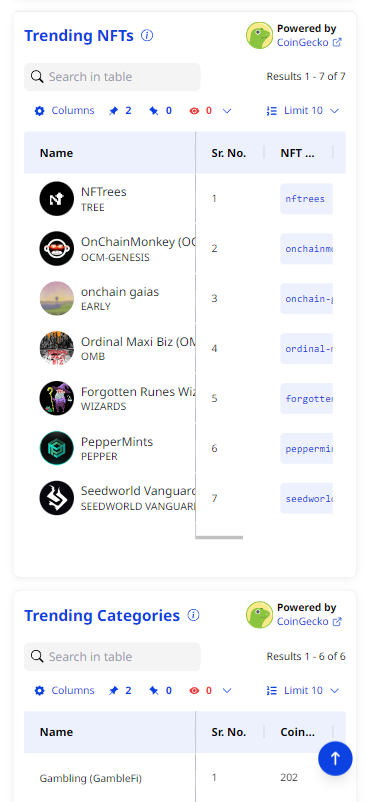 Trending NFTs
Powered by
CoinGecko
Search in table
Results 1 - 7 of 7
Columns 2 0 0 Limit 10
Name Sr. No. NFT ...
NFTrees
TREE
1 nftrees
OnChainMonkey (OC
OCM-GENESIS
2 onchainmo
onchain gaias
EARLY
3 onchain-g
Ordinal Maxi Biz (OM
OMB
4 ordinal-m
Forgotten Runes Wiz
WIZARDS
5 forgotten
PepperMints
PEPPER
6 peppermin
Seedworld Vanguard
SEEDWORLD VANGUARD
7 seedworld
Trending Categories
Powered by
CoinGecko
Search in table
Results 1 - 6 of 6
Columns 2 0 0 Limit 10
Name Sr. No. Coin...
Gambling (GambleFi) 1 202